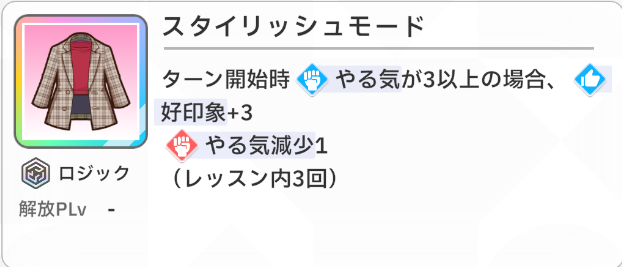 スタイリッシュモード
ターン開始時 やる気が3以上の場合、
好印象+3
やる気減少1
（レッスン内3回）
ロジック
解放PLv -